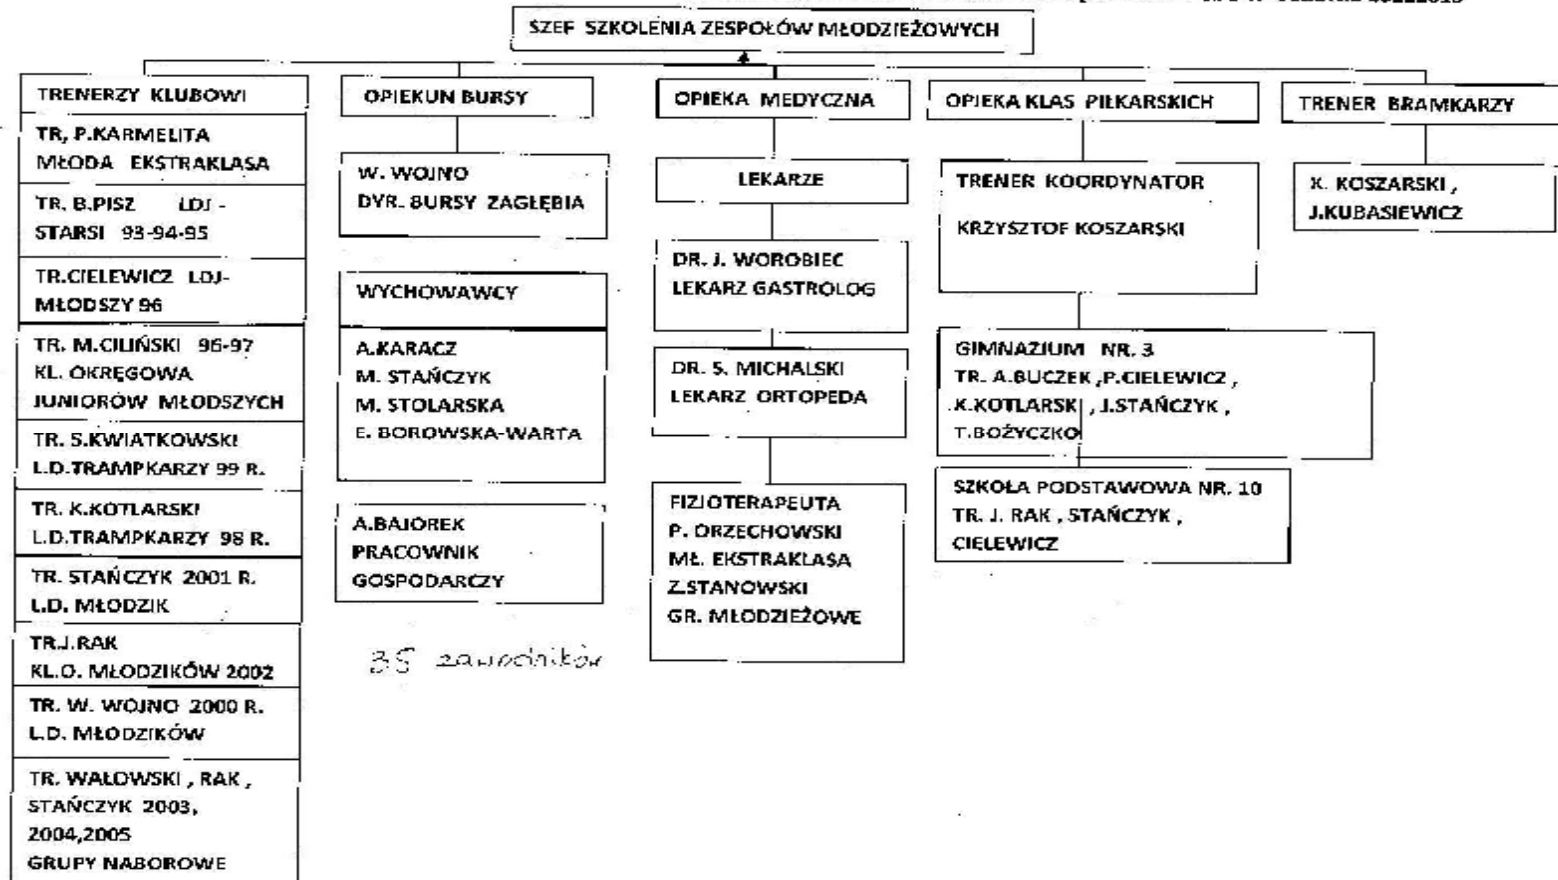 SZEF SZKOLENIA ZESPOŁÓW MŁODZIEŻOWYCH
TRENERZY KLUBOWI
TR, P.KARMELITA
MŁODA EKSTRAKLASA
TR. B.PISZ LDJ -
STARSI 93-94-95
TR.CIELEWICZ LDJ-
MŁODSZY 96
TR. M.CILIŃSKI 96-97
KL. OKRĘGOWA
JUNIORÓW MŁODSZYCH
TR. S.KWIATKOWSKI
L.D.TRAMPKARZY 99 R.
TR. K.KOTLARSKI
L.D.TRAMPKARZY 98 R.
TR. STAŃCZYK 2001 R.
L.D. MŁODZIK
TR.J.RAK
KL.O. MŁODZIKÓW 2002
TR. W. WOJNO 2000 R.
L.D. MŁODZIKÓW
TR. WAŁOWSKI , RAK ,
STAŃCZYK 2003,
2004,2005
GRUPY NABOROWE
OPIEKUN BURSY
W. WOJNO
DYR. BURSY ZAGŁĘBIA
WYCHOWAWCY
A.KARACZ
M. STAŃCZYK
M. STOLARSKA
E. BOROWSKA-WARTA
A.BAJOREK
PRACOWNIK
GOSPODARCZY
35 zawodników
OPIEKA MEDYCZNA
LEKARZE
DR. J. WOROBIEC
LEKARZ GASTROLOG
DR. S. MICHALSKI
LEKARZ ORTOPEDA
FIZJOTERAPEUTA
P. ORZECHOWSKI
MŁ. EKSTRAKLASA
Z.STANOWSKI
GR. MŁODZIEŻOWE
OPIEKA KLAS PIŁKARSKICH
TRENER KOORDYNATOR
KRZYSZTOF KOSZARSKI
GIMNAZIUM NR. 3
TR. A.BUCZEK ,P.CIELEWICZ ,
K.KOTLARSKI , J.STAŃCZYK ,
T.BOŻYCZKO
SZKOŁA PODSTAWOWA NR. 10
TR. J. RAK , STAŃCZYK ,
CIELEWICZ
TRENER BRAMKARZY
K. KOSZARSKI ,
J.KUBASIEWICZ